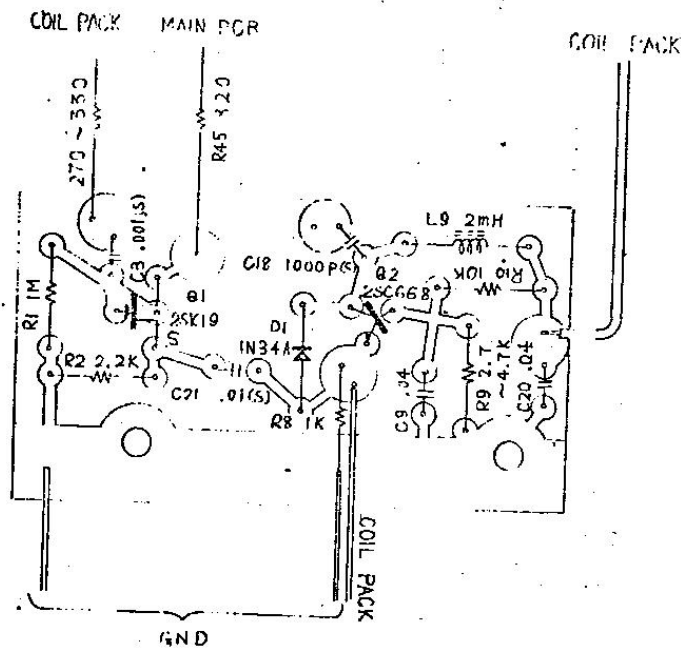 COIL PACK
MAIN PCB
COIL PACK
270 ~ 330
R45 320
L9 2mH
C3 .001(S)
C18 1000P(S)
R10 10K
Q2
2SC668
R1 1M
Q1
2SK19
D1
1N34A
S
R2 2.2K
C21 .01(S)
R8 1K
C9 .04
R9 2.7
~4.7K
C20 .04
COIL PACK
GND